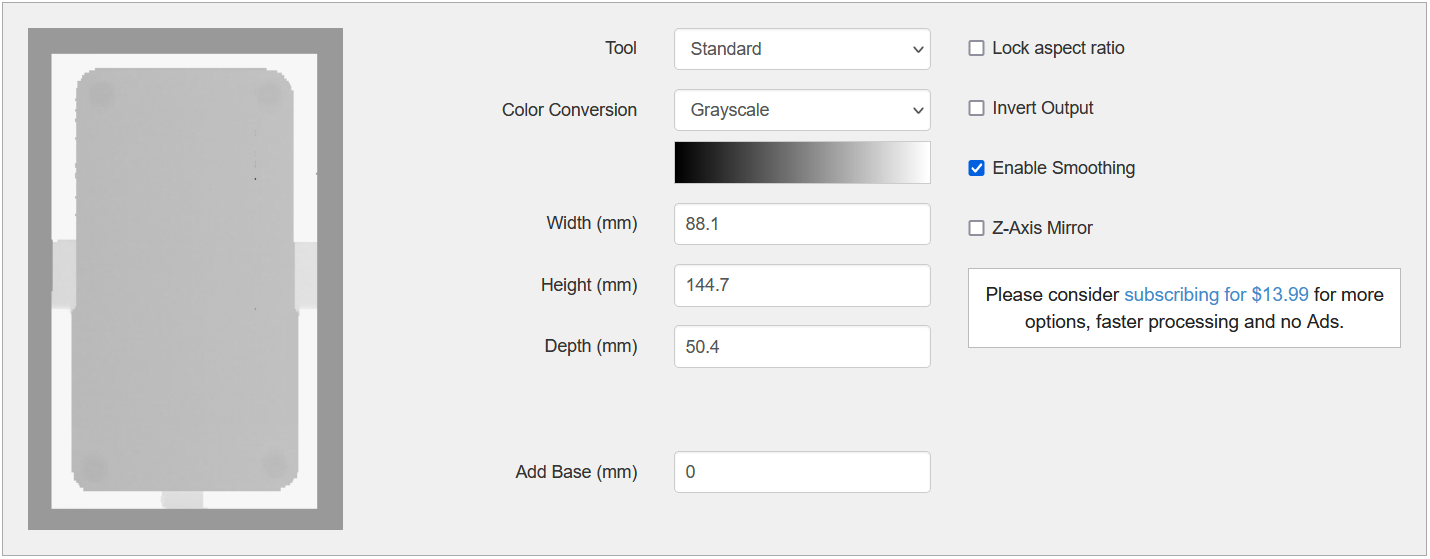 Tool
Standard
Lock aspect ratio
Color Conversion
Grayscale
Invert Output
Enable Smoothing
Width (mm)
88.1
Z-Axis Mirror
Height (mm)
144.7
Please consider subscribing for $13.99 for more
options, faster processing and no Ads.
Depth (mm)
50.4
Add Base (mm)
0